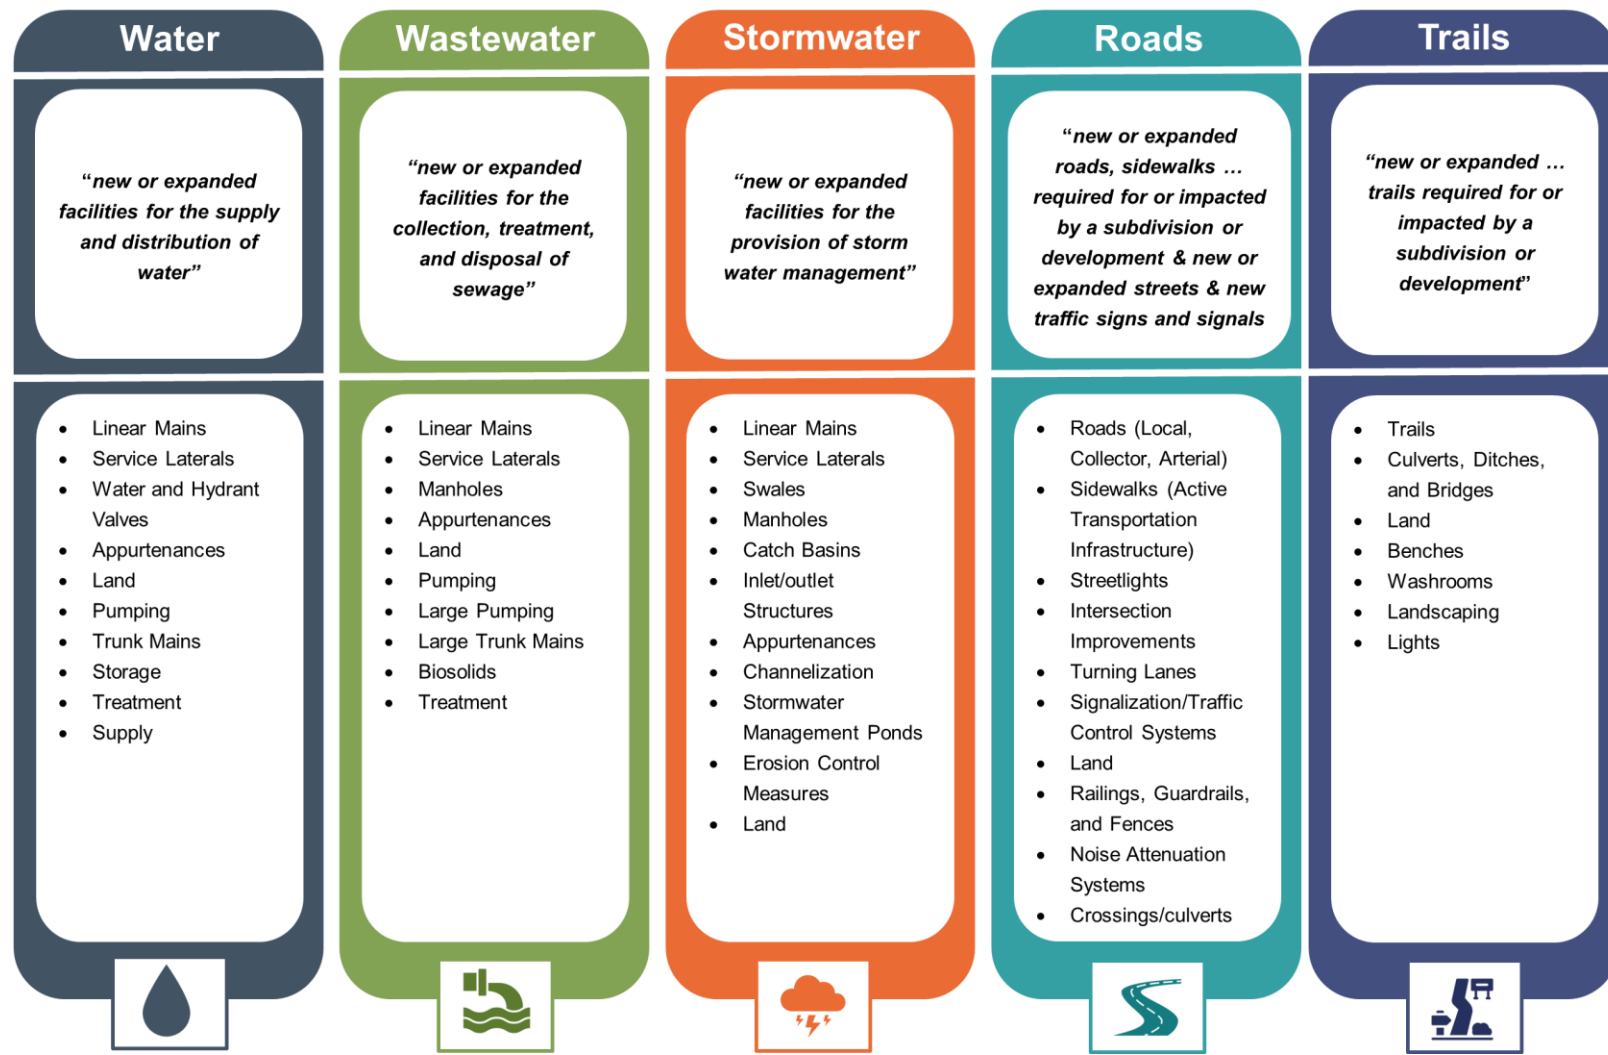 Water
"new or expanded
facilities for the supply
and distribution of
water"
• Linear Mains
• Service Laterals
• Water and Hydrant
Valves
• Appurtenances
• Land
• Pumping
• Trunk Mains
• Storage
• Treatment
• Supply
Wastewater
"new or expanded
facilities for the
collection, treatment,
and disposal of
sewage"
• Linear Mains
• Service Laterals
• Manholes
• Appurtenances
• Land
• Pumping
• Large Pumping
• Large Trunk Mains
• Biosolids
• Treatment
Stormwater
"new or expanded
facilities for the
provision of storm
water management"
• Linear Mains
• Service Laterals
• Swales
• Manholes
• Catch Basins
• Inlet/outlet
Structures
• Appurtenances
• Channelization
• Stormwater
Management Ponds
• Erosion Control
Measures
• Land
Roads
"new or expanded
roads, sidewalks …
required for or impacted
by a subdivision or
development & new or
expanded streets & new
traffic signs and signals
• Roads (Local,
Collector, Arterial)
• Sidewalks (Active
Transportation
Infrastructure)
• Streetlights
• Intersection
Improvements
• Turning Lanes
• Signalization/Traffic
Control Systems
• Land
• Railings, Guardrails,
and Fences
• Noise Attenuation
Systems
• Crossings/culverts
Trails
"new or expanded …
trails required for or
impacted by a
subdivision or
development"
• Trails
• Culverts, Ditches,
and Bridges
• Land
• Benches
• Washrooms
• Landscaping
• Lights